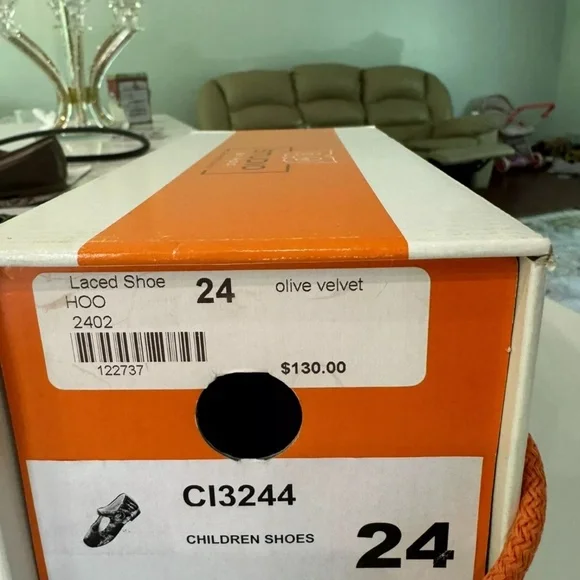 Laced Shoe 24 olive velvet
HOO
2402
122737 $130.00
CI3244
CHILDREN SHOES 24